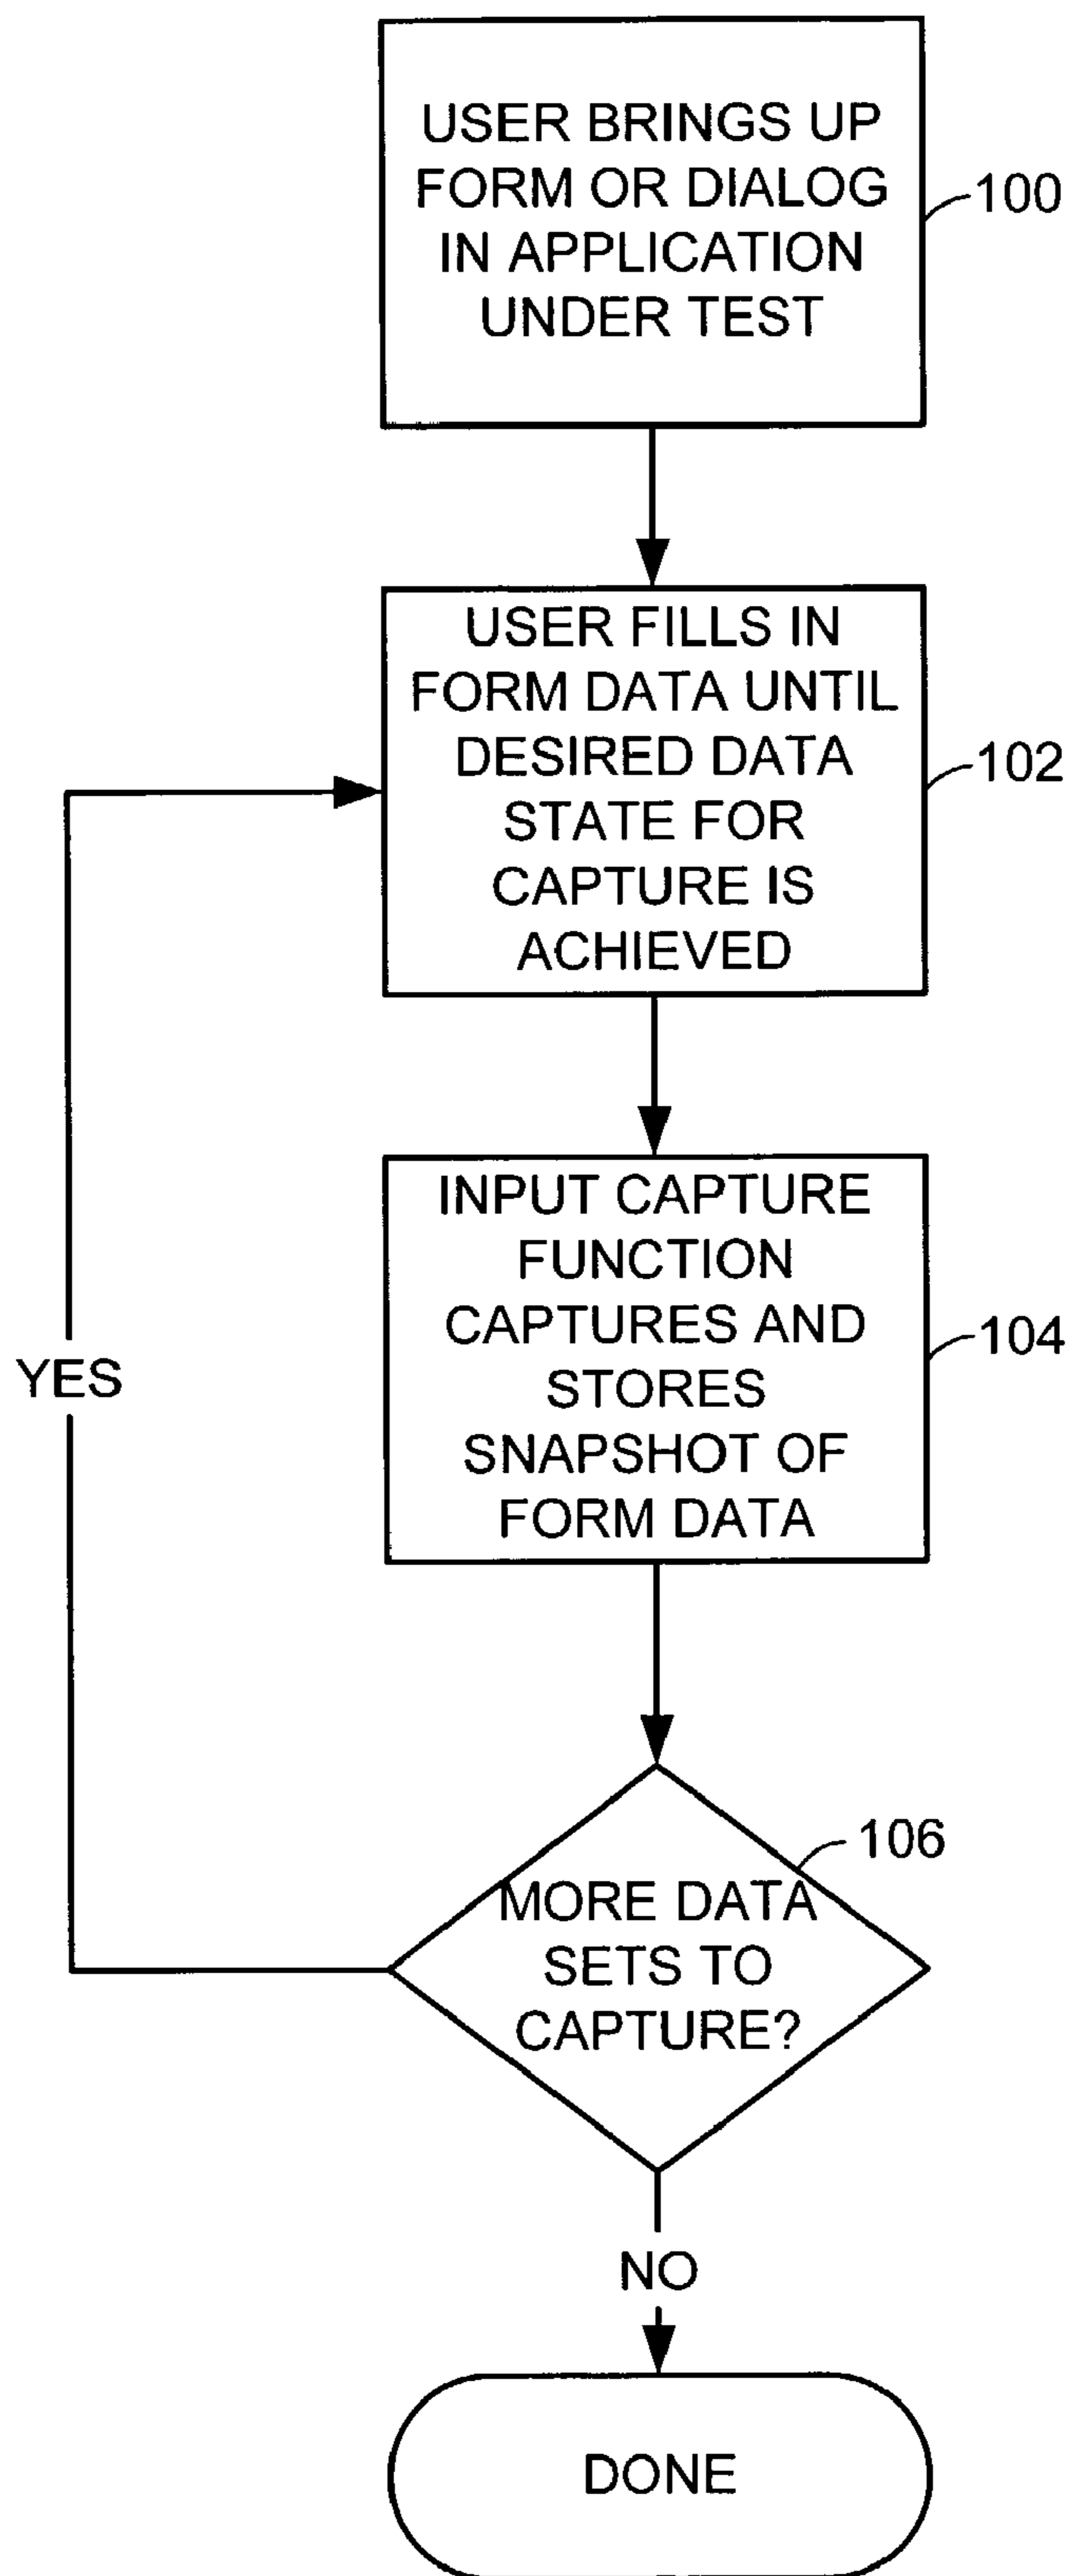 USER BRINGS UP
FORM OR DIALOG
IN APPLICATION
UNDER TEST
100
USER FILLS IN
FORM DATA UNTIL
DESIRED DATA
STATE FOR
CAPTURE IS
ACHIEVED
102
INPUT CAPTURE
FUNCTION
CAPTURES AND
STORES
SNAPSHOT OF
FORM DATA
104
YES
106
MORE DATA
SETS TO
CAPTURE?
NO
DONE